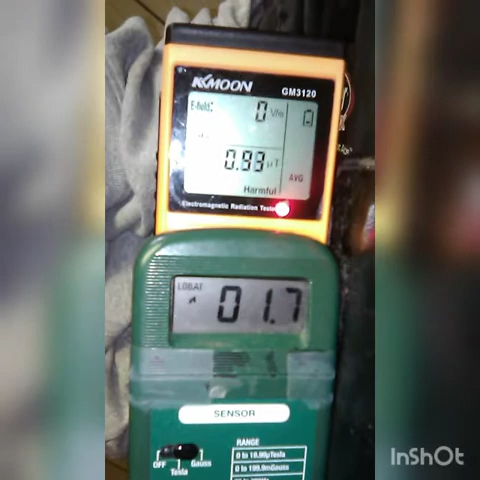 KKMOON GM3120
E-field: 0 V/m
0.93 µT
AVG
Harmful
Electromagnetic Radiation Tester
LOBAT
01.7
SENSOR
RANGE
0 to 19.99µTesla
0 to 199.9mGauss
OFF Gauss
Tesla
InShOt